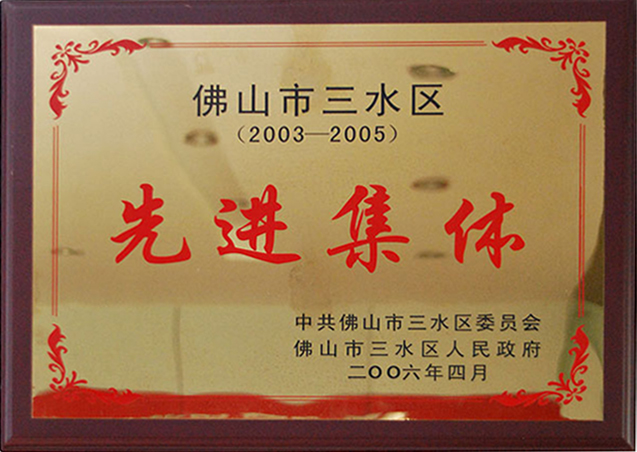 佛山市三水区
（2003—2005）
先进集体
中共佛山市三水区委员会
佛山市三水区人民政府
二OO六年四月